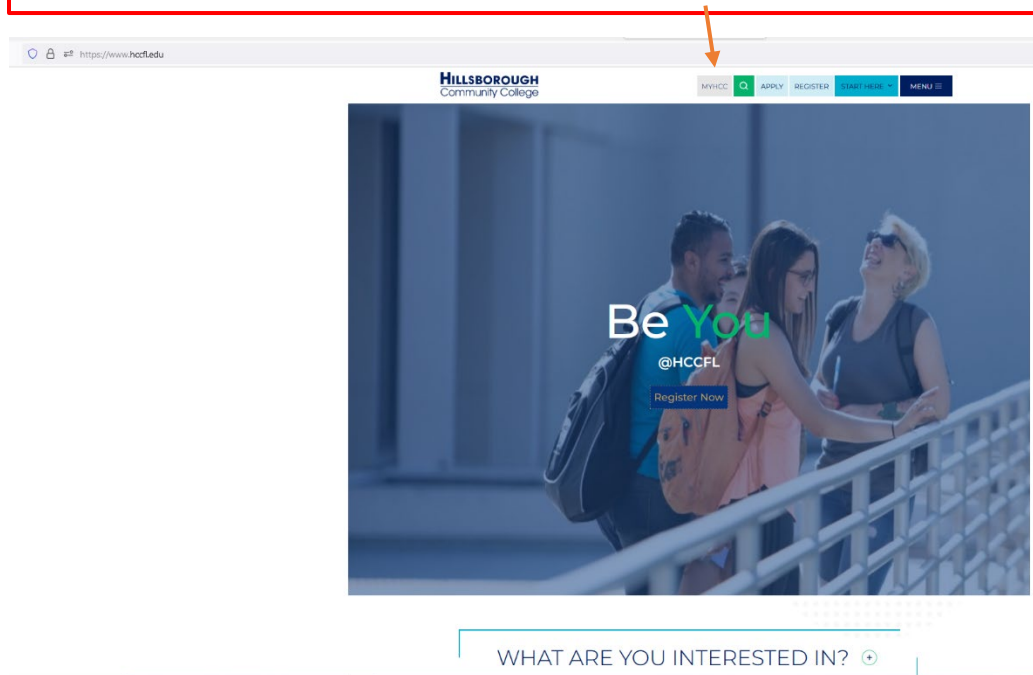 https://www.hccfl.edu
HILLSBOROUGH
Community College
MYHCC APPLY REGISTER START HERE MENU
Be You
@HCCFL
Register Now
WHAT ARE YOU INTERESTED IN?